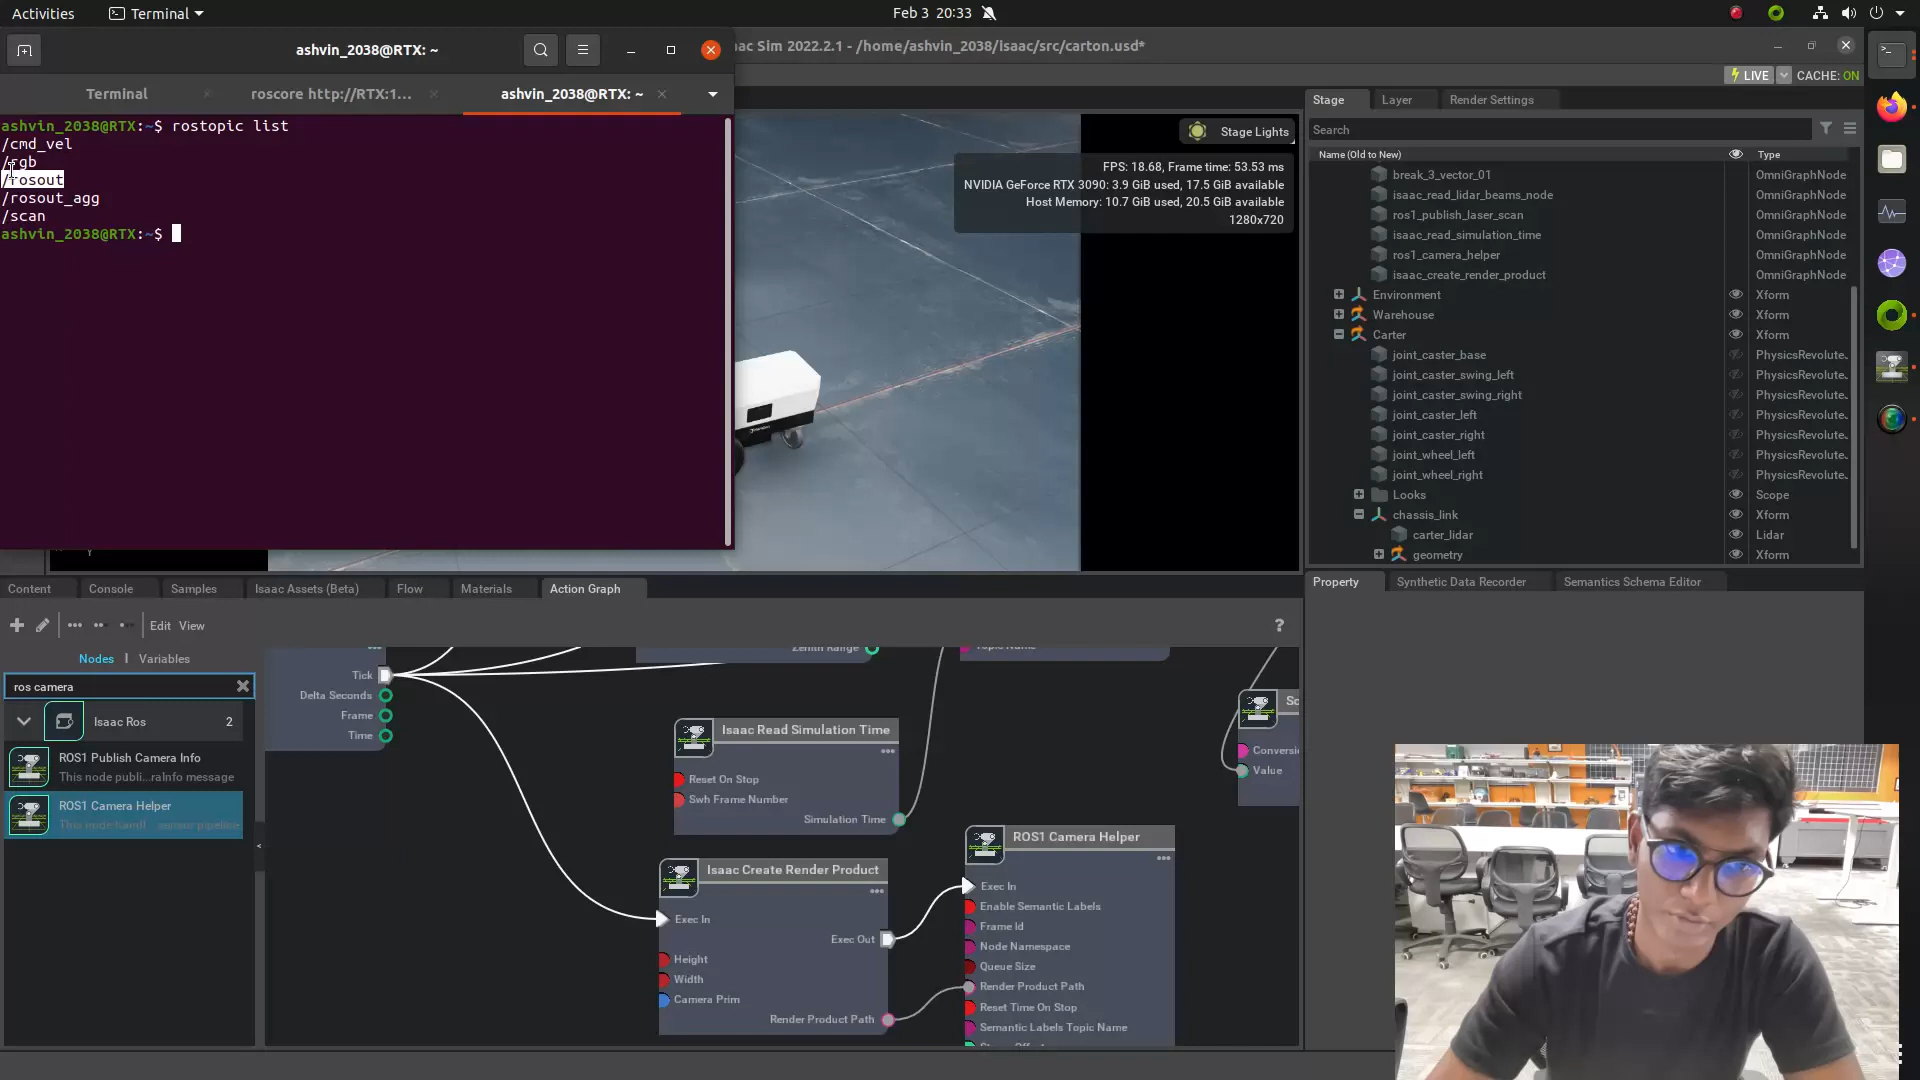 Activities
Terminal
Feb 3 20:33
ashvin_2038@RTX: ~
aac Sim 2022.2.1 - /home/ashvin_2038/isaac/src/carton.usd*
LIVE
CACHE: ON
Terminal
roscore http://RTX:1...
ashvin_2038@RTX: ~
ashvin_2038@RTX:~$ rostopic list
/cmd_vel
/rgb
/rosout
/rosout_agg
/scan
ashvin_2038@RTX:~$
Stage Lights
FPS: 18.68, Frame time: 53.53 ms
NVIDIA GeForce RTX 3090: 3.9 GiB used, 17.5 GiB available
Host Memory: 10.7 GiB used, 20.5 GiB available
1280x720
Stage
Layer
Render Settings
Search
Name (Old to New)
Type
break_3_vector_01 OmniGraphNode
isaac_read_lidar_beams_node OmniGraphNode
ros1_publish_laser_scan OmniGraphNode
isaac_read_simulation_time OmniGraphNode
ros1_camera_helper OmniGraphNode
isaac_create_render_product OmniGraphNode
Environment Xform
Warehouse Xform
Carter Xform
joint_caster_base PhysicsRevolute.
joint_caster_swing_left PhysicsRevolute.
joint_caster_swing_right PhysicsRevolute.
joint_caster_left PhysicsRevolute.
joint_caster_right PhysicsRevolute.
joint_wheel_left PhysicsRevolute.
joint_wheel_right PhysicsRevolute.
Looks Scope
chassis_link Xform
carter_lidar Lidar
geometry Xform
Content
Console
Samples
Isaac Assets (Beta)
Flow
Materials
Action Graph
Property
Synthetic Data Recorder
Semantics Schema Editor
Edit
View
?
Nodes
Variables
ros camera
Isaac Ros 2
ROS1 Publish Camera Info
This node publi...raInfo message
ROS1 Camera Helper
Tick
Delta Seconds
Frame
Time
Zenith Range
Topic Name
Isaac Read Simulation Time
Reset On Stop
Swh Frame Number
Simulation Time
Isaac Create Render Product
Exec In
Exec Out
Height
Width
Camera Prim
Render Product Path
ROS1 Camera Helper
Exec In
Enable Semantic Labels
Frame Id
Node Namespace
Queue Size
Render Product Path
Reset Time On Stop
Semantic Labels Topic Name
Sc
Conversi
Value